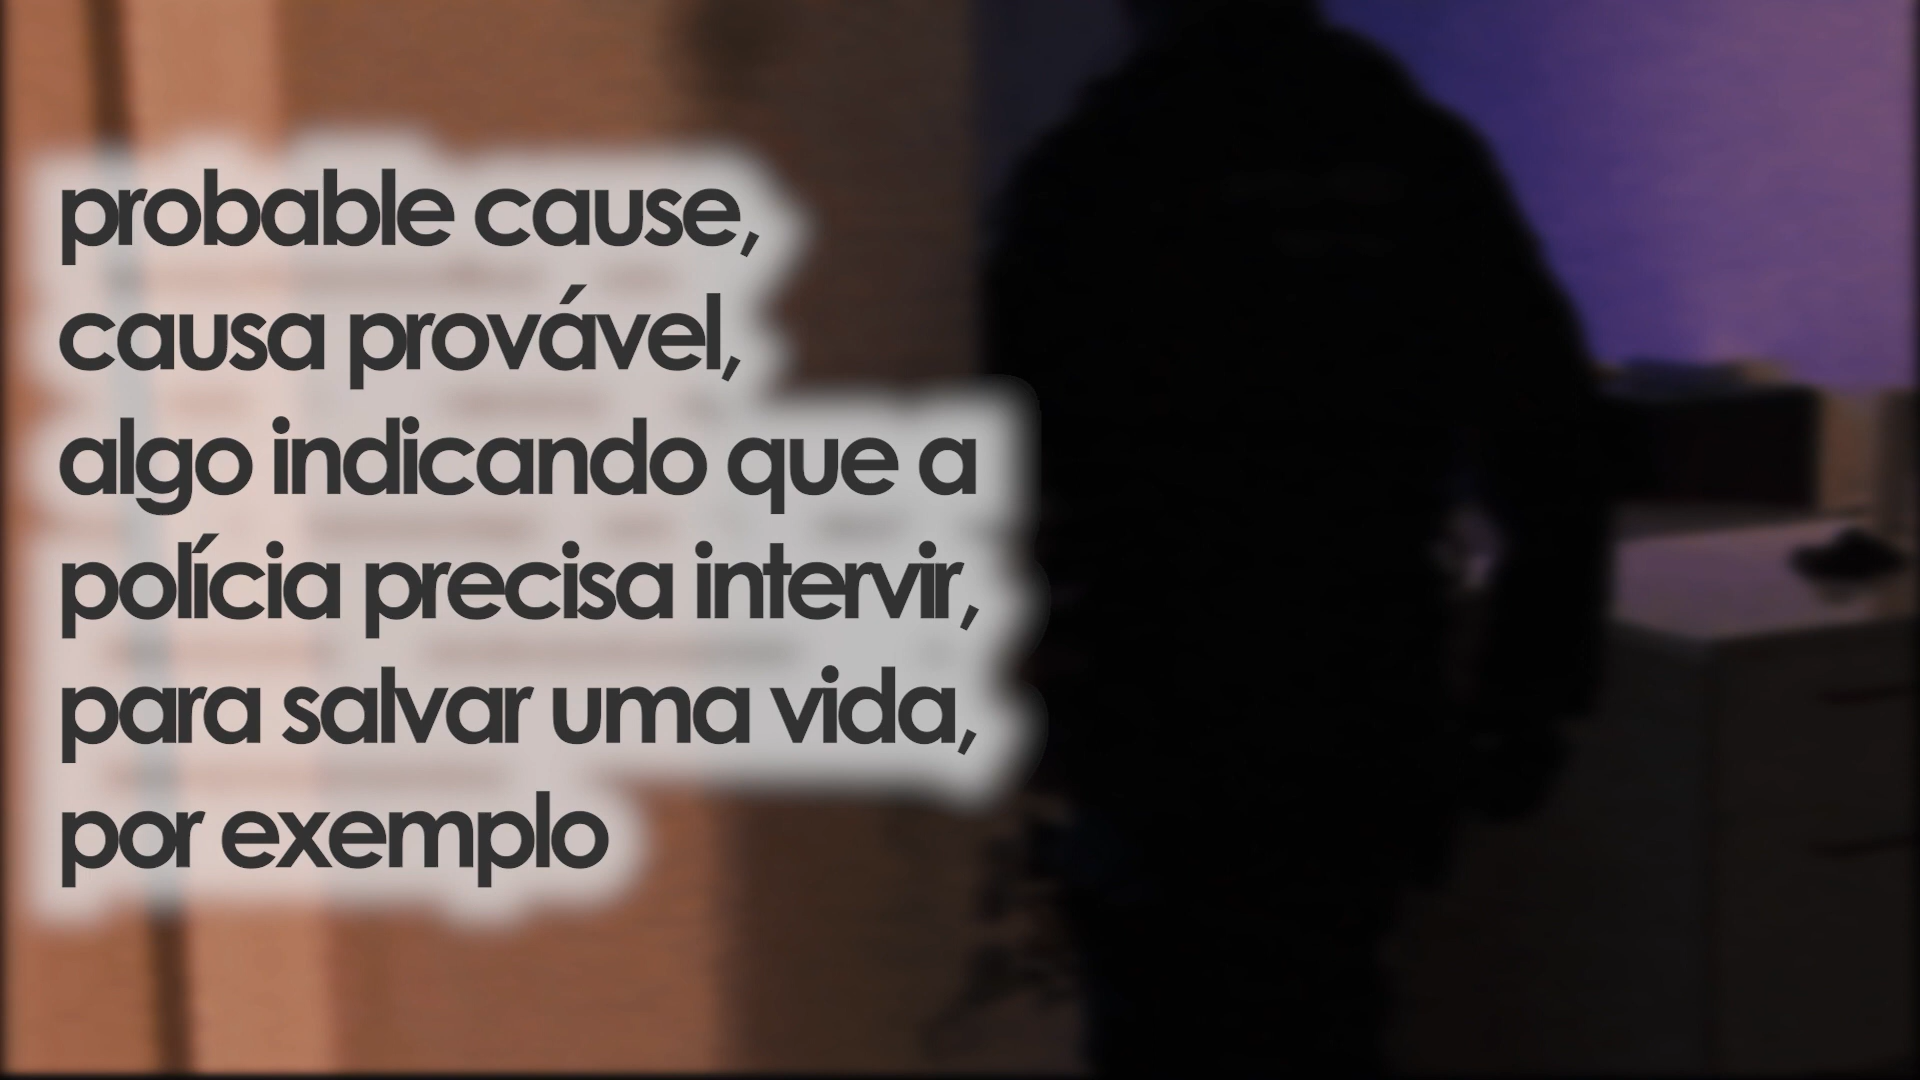 probable cause,
causa provável,
algo indicando que a
polícia precisa intervir,
para salvar uma vida,
por exemplo